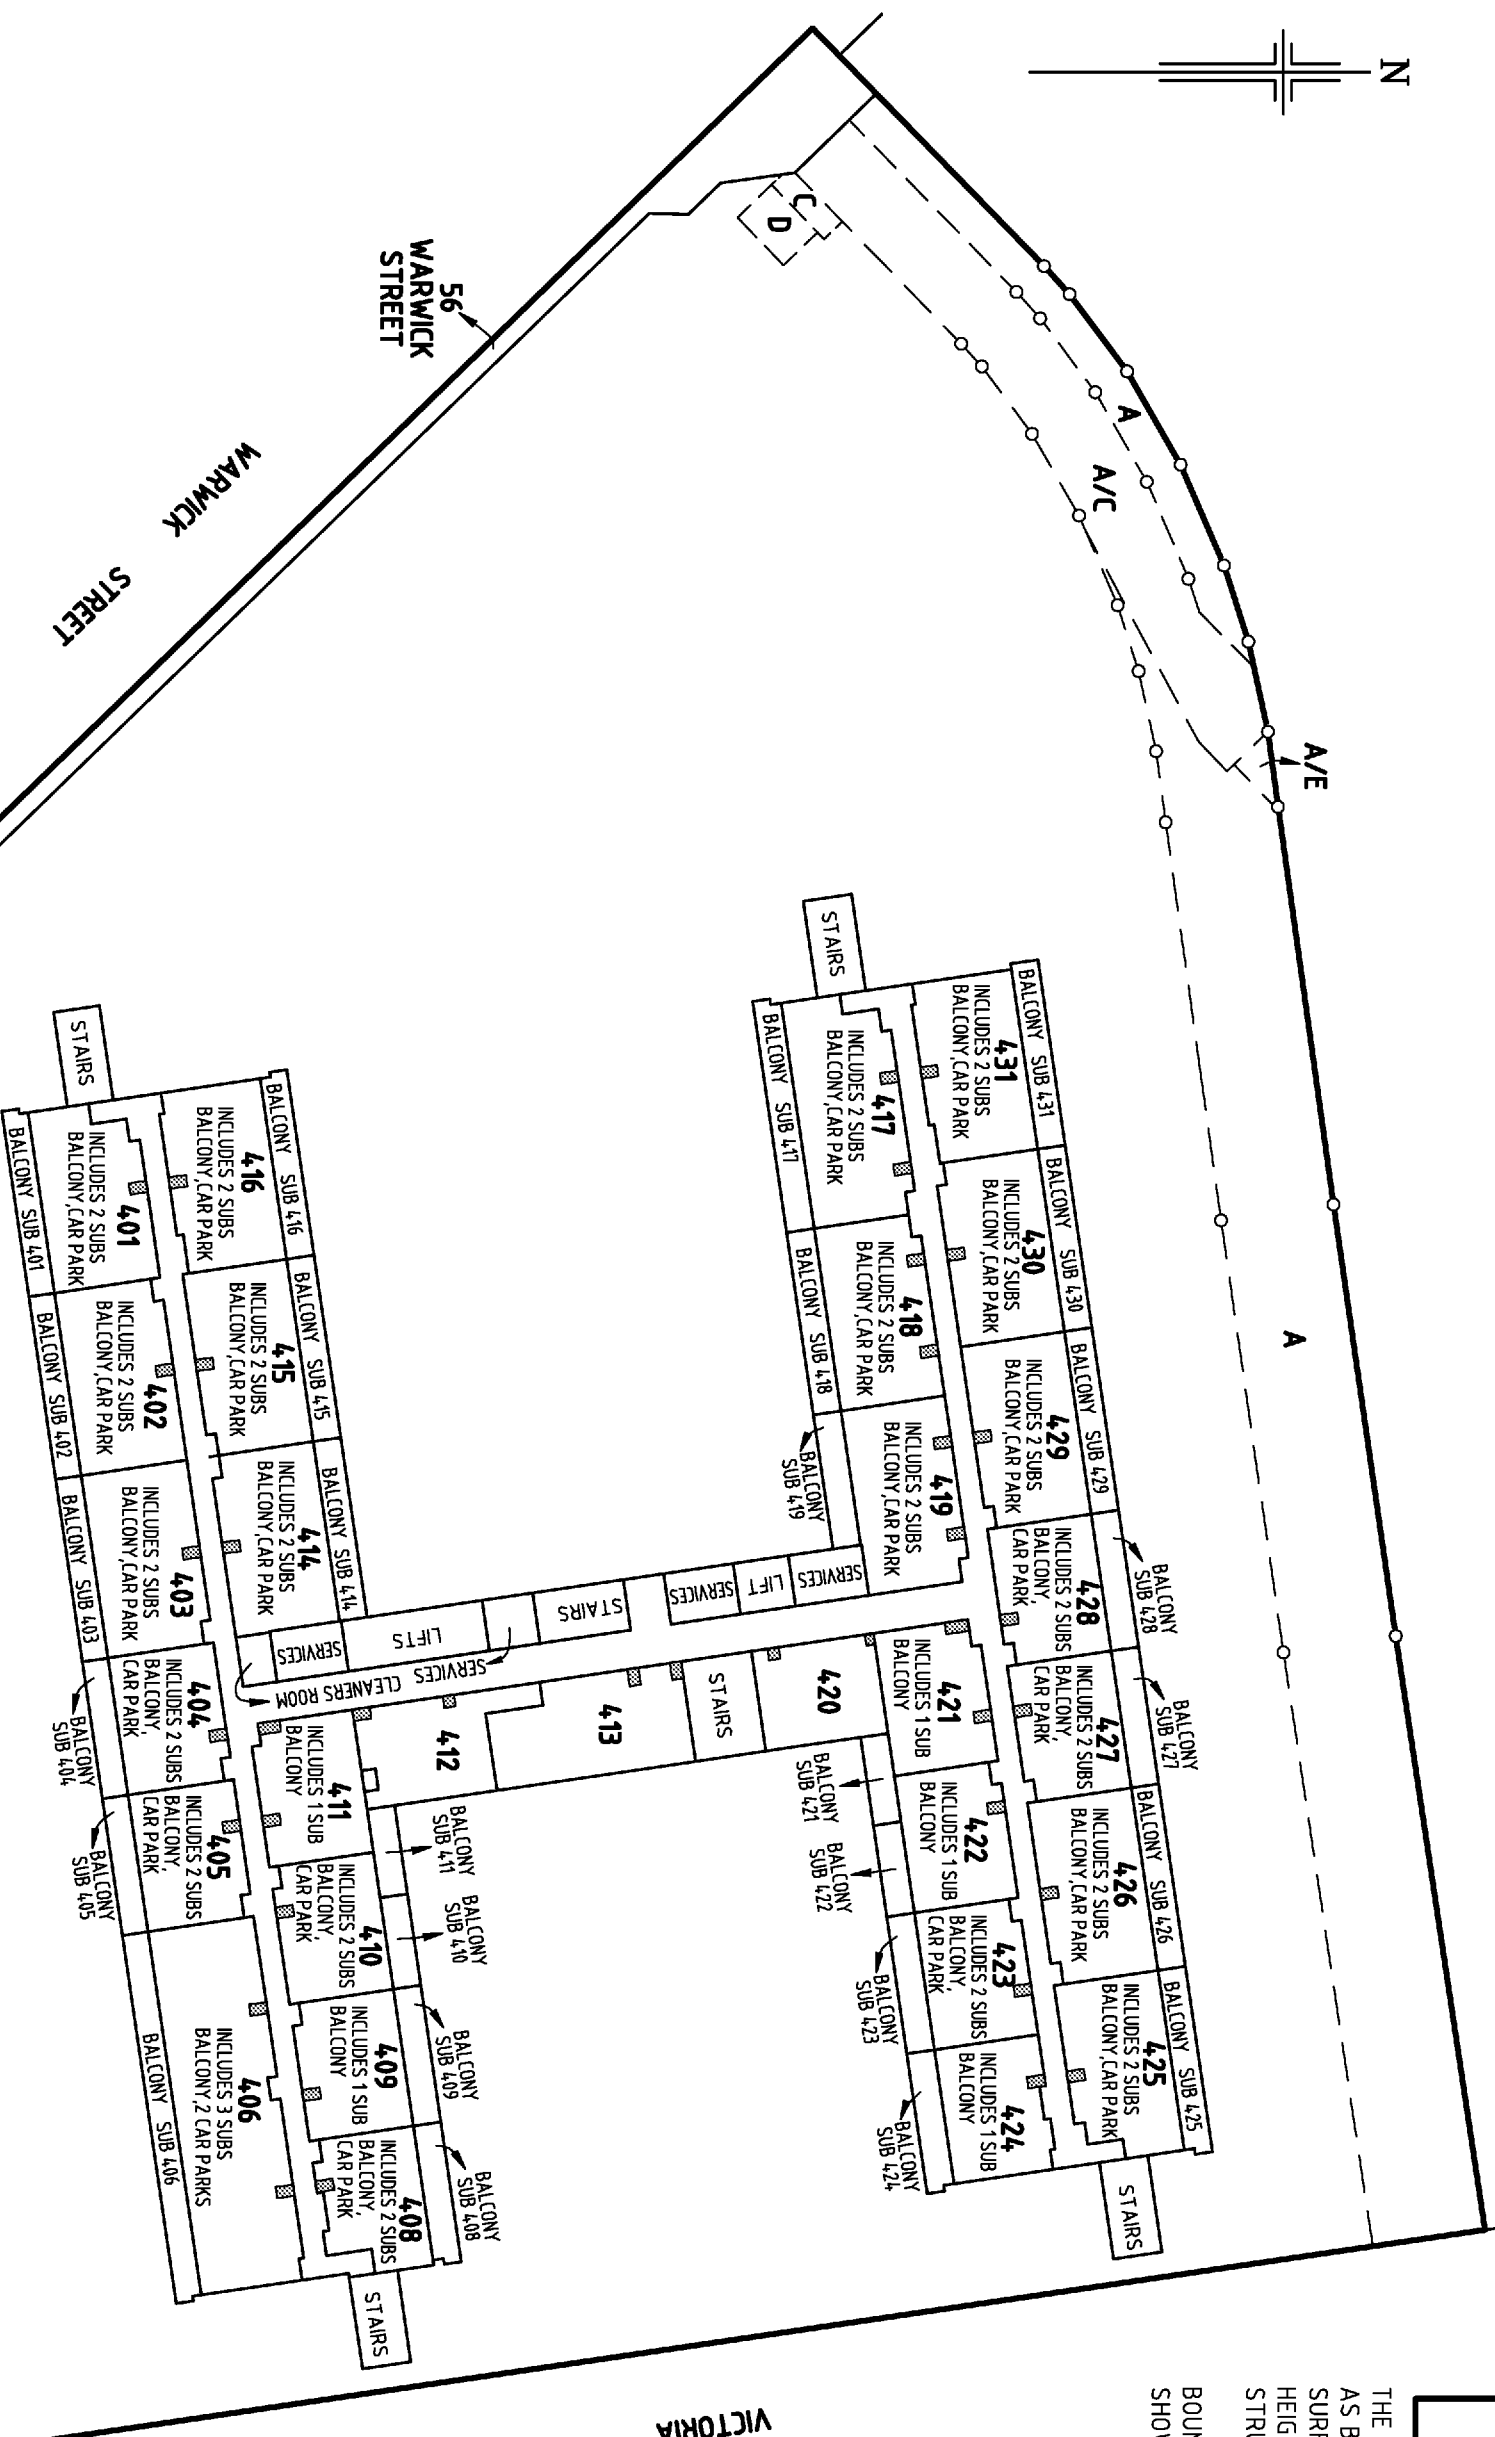 N
56
WARWICK
STREET
WARWICK
STREET
C
D
A
A/C
A/E
A
STAIRS
BALCONY SUB 431
431
INCLUDES 2 SUBS
BALCONY,CAR PARK
BALCONY SUB 430
430
INCLUDES 2 SUBS
BALCONY,CAR PARK
BALCONY SUB 429
429
INCLUDES 2 SUBS
BALCONY,CAR PARK
BALCONY
SUB 428
428
INCLUDES 2 SUBS
BALCONY,
CAR PARK
BALCONY
SUB 427
427
INCLUDES 2 SUBS
BALCONY,
CAR PARK
BALCONY SUB 426
426
INCLUDES 2 SUBS
BALCONY,CAR PARK
BALCONY SUB 425
425
INCLUDES 2 SUBS
BALCONY,CAR PARK
STAIRS
417
INCLUDES 2 SUBS
BALCONY,CAR PARK
BALCONY SUB 417
418
INCLUDES 2 SUBS
BALCONY,CAR PARK
BALCONY SUB 418
419
INCLUDES 2 SUBS
BALCONY,CAR PARK
BALCONY
SUB 419
SERVICES
LIFT
SERVICES
STAIRS
SERVICES
LIFTS
SERVICES
CLEANERS ROOM
420
STAIRS
413
412
421
INCLUDES 1 SUB
BALCONY
BALCONY
SUB 421
422
INCLUDES 1 SUB
BALCONY
BALCONY
SUB 422
423
INCLUDES 2 SUBS
BALCONY,
CAR PARK
BALCONY
SUB 423
424
INCLUDES 1 SUB
BALCONY
BALCONY
SUB 424
STAIRS
BALCONY SUB 416
416
INCLUDES 2 SUBS
BALCONY,CAR PARK
BALCONY SUB 415
415
INCLUDES 2 SUBS
BALCONY,CAR PARK
BALCONY SUB 414
414
INCLUDES 2 SUBS
BALCONY,CAR PARK
BALCONY
SUB 411
411
INCLUDES 1 SUB
BALCONY
BALCONY
SUB 410
410
INCLUDES 2 SUBS
BALCONY,
CAR PARK
BALCONY
SUB 409
409
INCLUDES 1 SUB
BALCONY
BALCONY
SUB 408
408
INCLUDES 2 SUBS
BALCONY,
CAR PARK
STAIRS
401
INCLUDES 2 SUBS
BALCONY,CAR PARK
BALCONY SUB 401
402
INCLUDES 2 SUBS
BALCONY,CAR PARK
BALCONY SUB 402
403
INCLUDES 2 SUBS
BALCONY,CAR PARK
BALCONY SUB 403
404
INCLUDES 2 SUBS
BALCONY,
CAR PARK
BALCONY
SUB 404
405
INCLUDES 2 SUBS
BALCONY,
CAR PARK
BALCONY
SUB 405
406
INCLUDES 3 SUBS
BALCONY,2 CAR PARKS
BALCONY SUB 406
VICTORIA
THE
AS B
SURF
HEIG
STRU
BOUN
SHOW